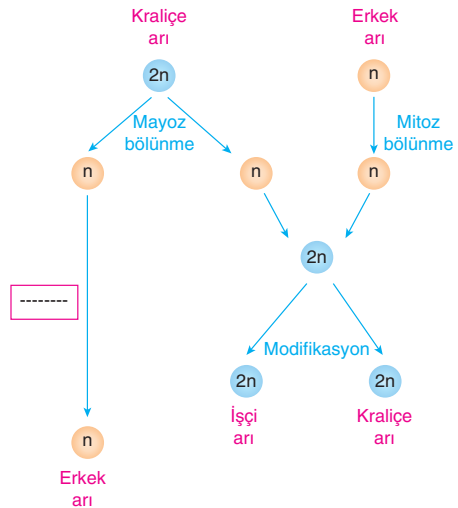 Kraliçe
arı
Erkek
arı
2n
n
Mayoz
bölünme
Mitoz
bölünme
n
n
n
2n
--------
Modifikasyon
2n
2n
İşçi
arı
Kraliçe
arı
n
Erkek
arı